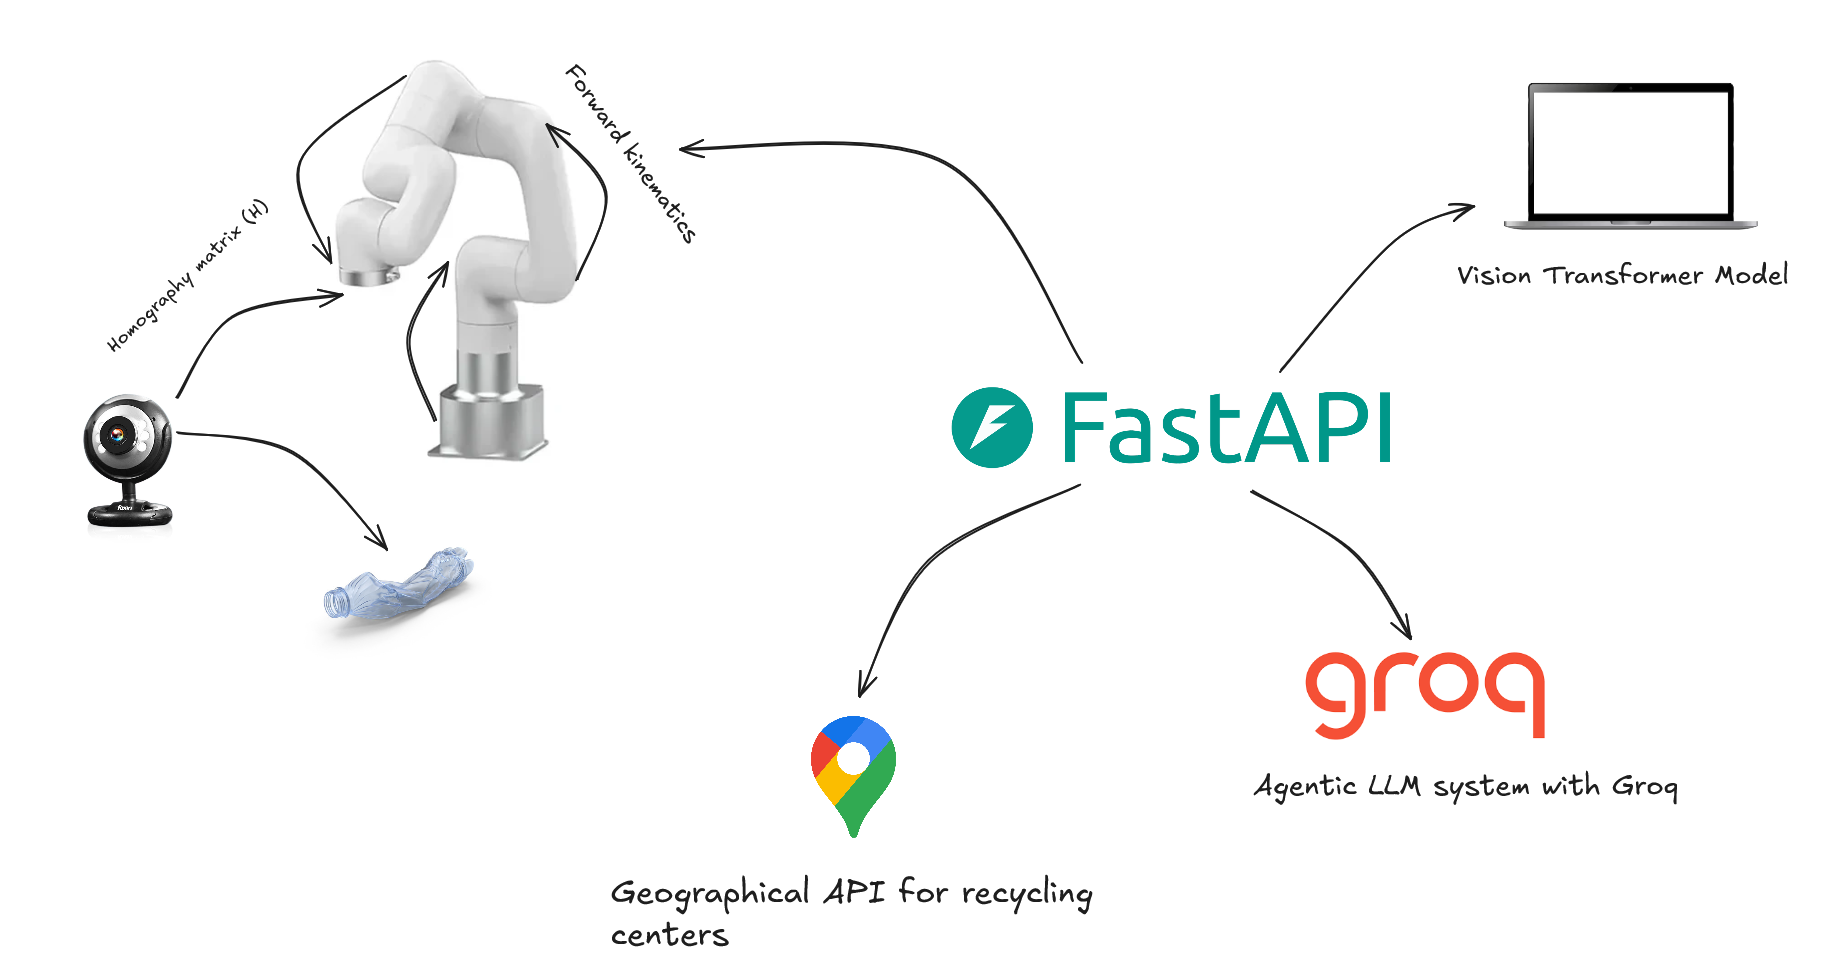 Forward kinematics
Homography matrix (H)
Vision Transformer Model
FastAPI
groq
Agentic LLM system with Groq
Geographical API for recycling
centers